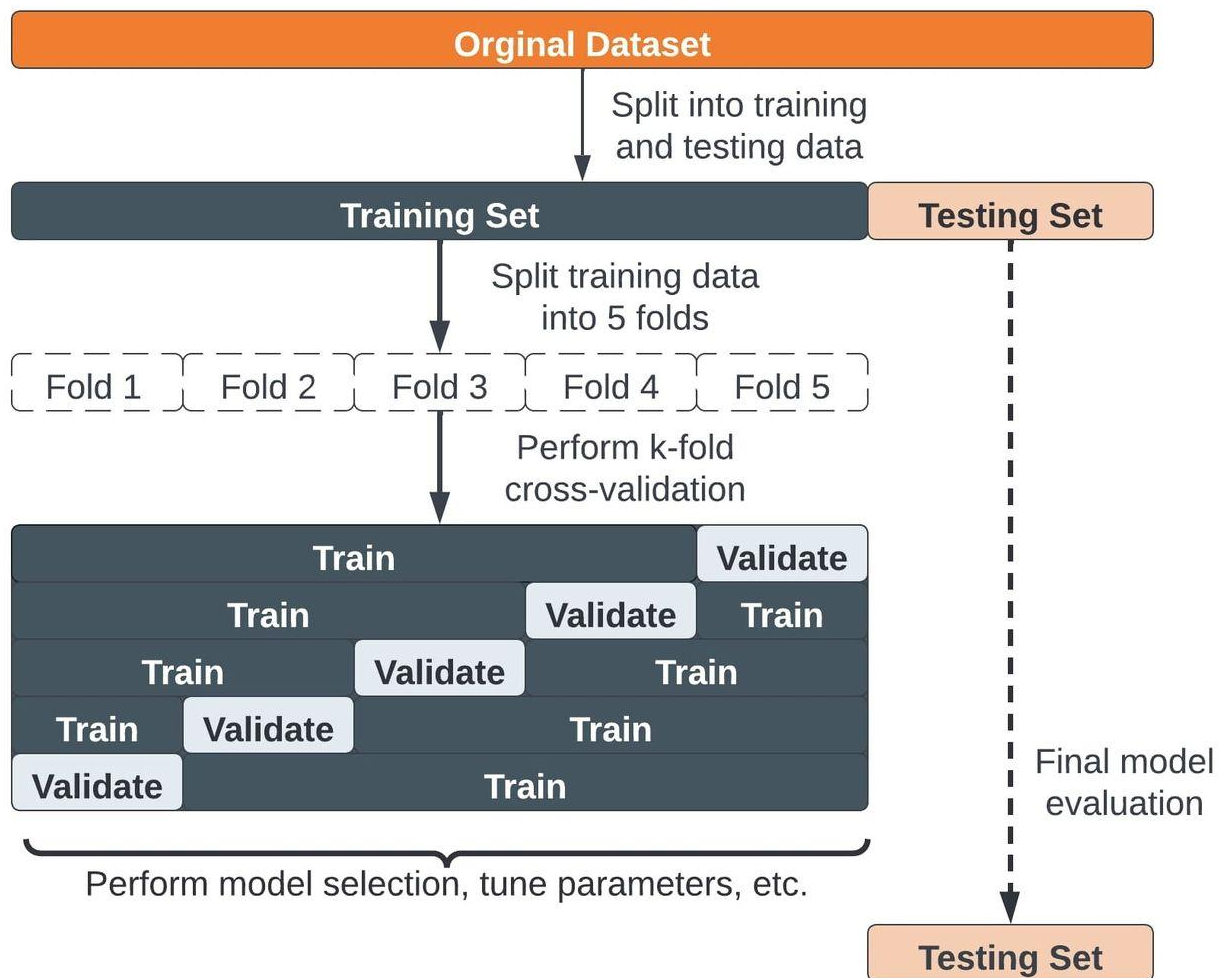 Orginal Dataset
Split into training
and testing data
Training Set
Testing Set
Split training data
into 5 folds
Fold 1
Fold 2
Fold 3
Fold 4
Fold 5
Perform k-fold
cross-validation
Train
Validate
Train
Validate
Train
Train
Validate
Train
Train
Validate
Train
Validate
Train
Final model
evaluation
Perform model selection, tune parameters, etc.
Testing Set